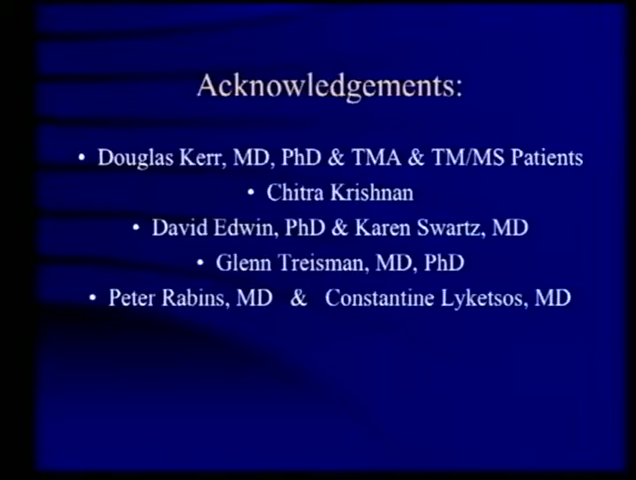 Acknowledgements:
• Douglas Kerr, MD, PhD & TMA & TM/MS Patients
• Chitra Krishnan
• David Edwin, PhD & Karen Swartz, MD
• Glenn Treisman, MD, PhD
• Peter Rabins, MD & Constantine Lyketsos, MD